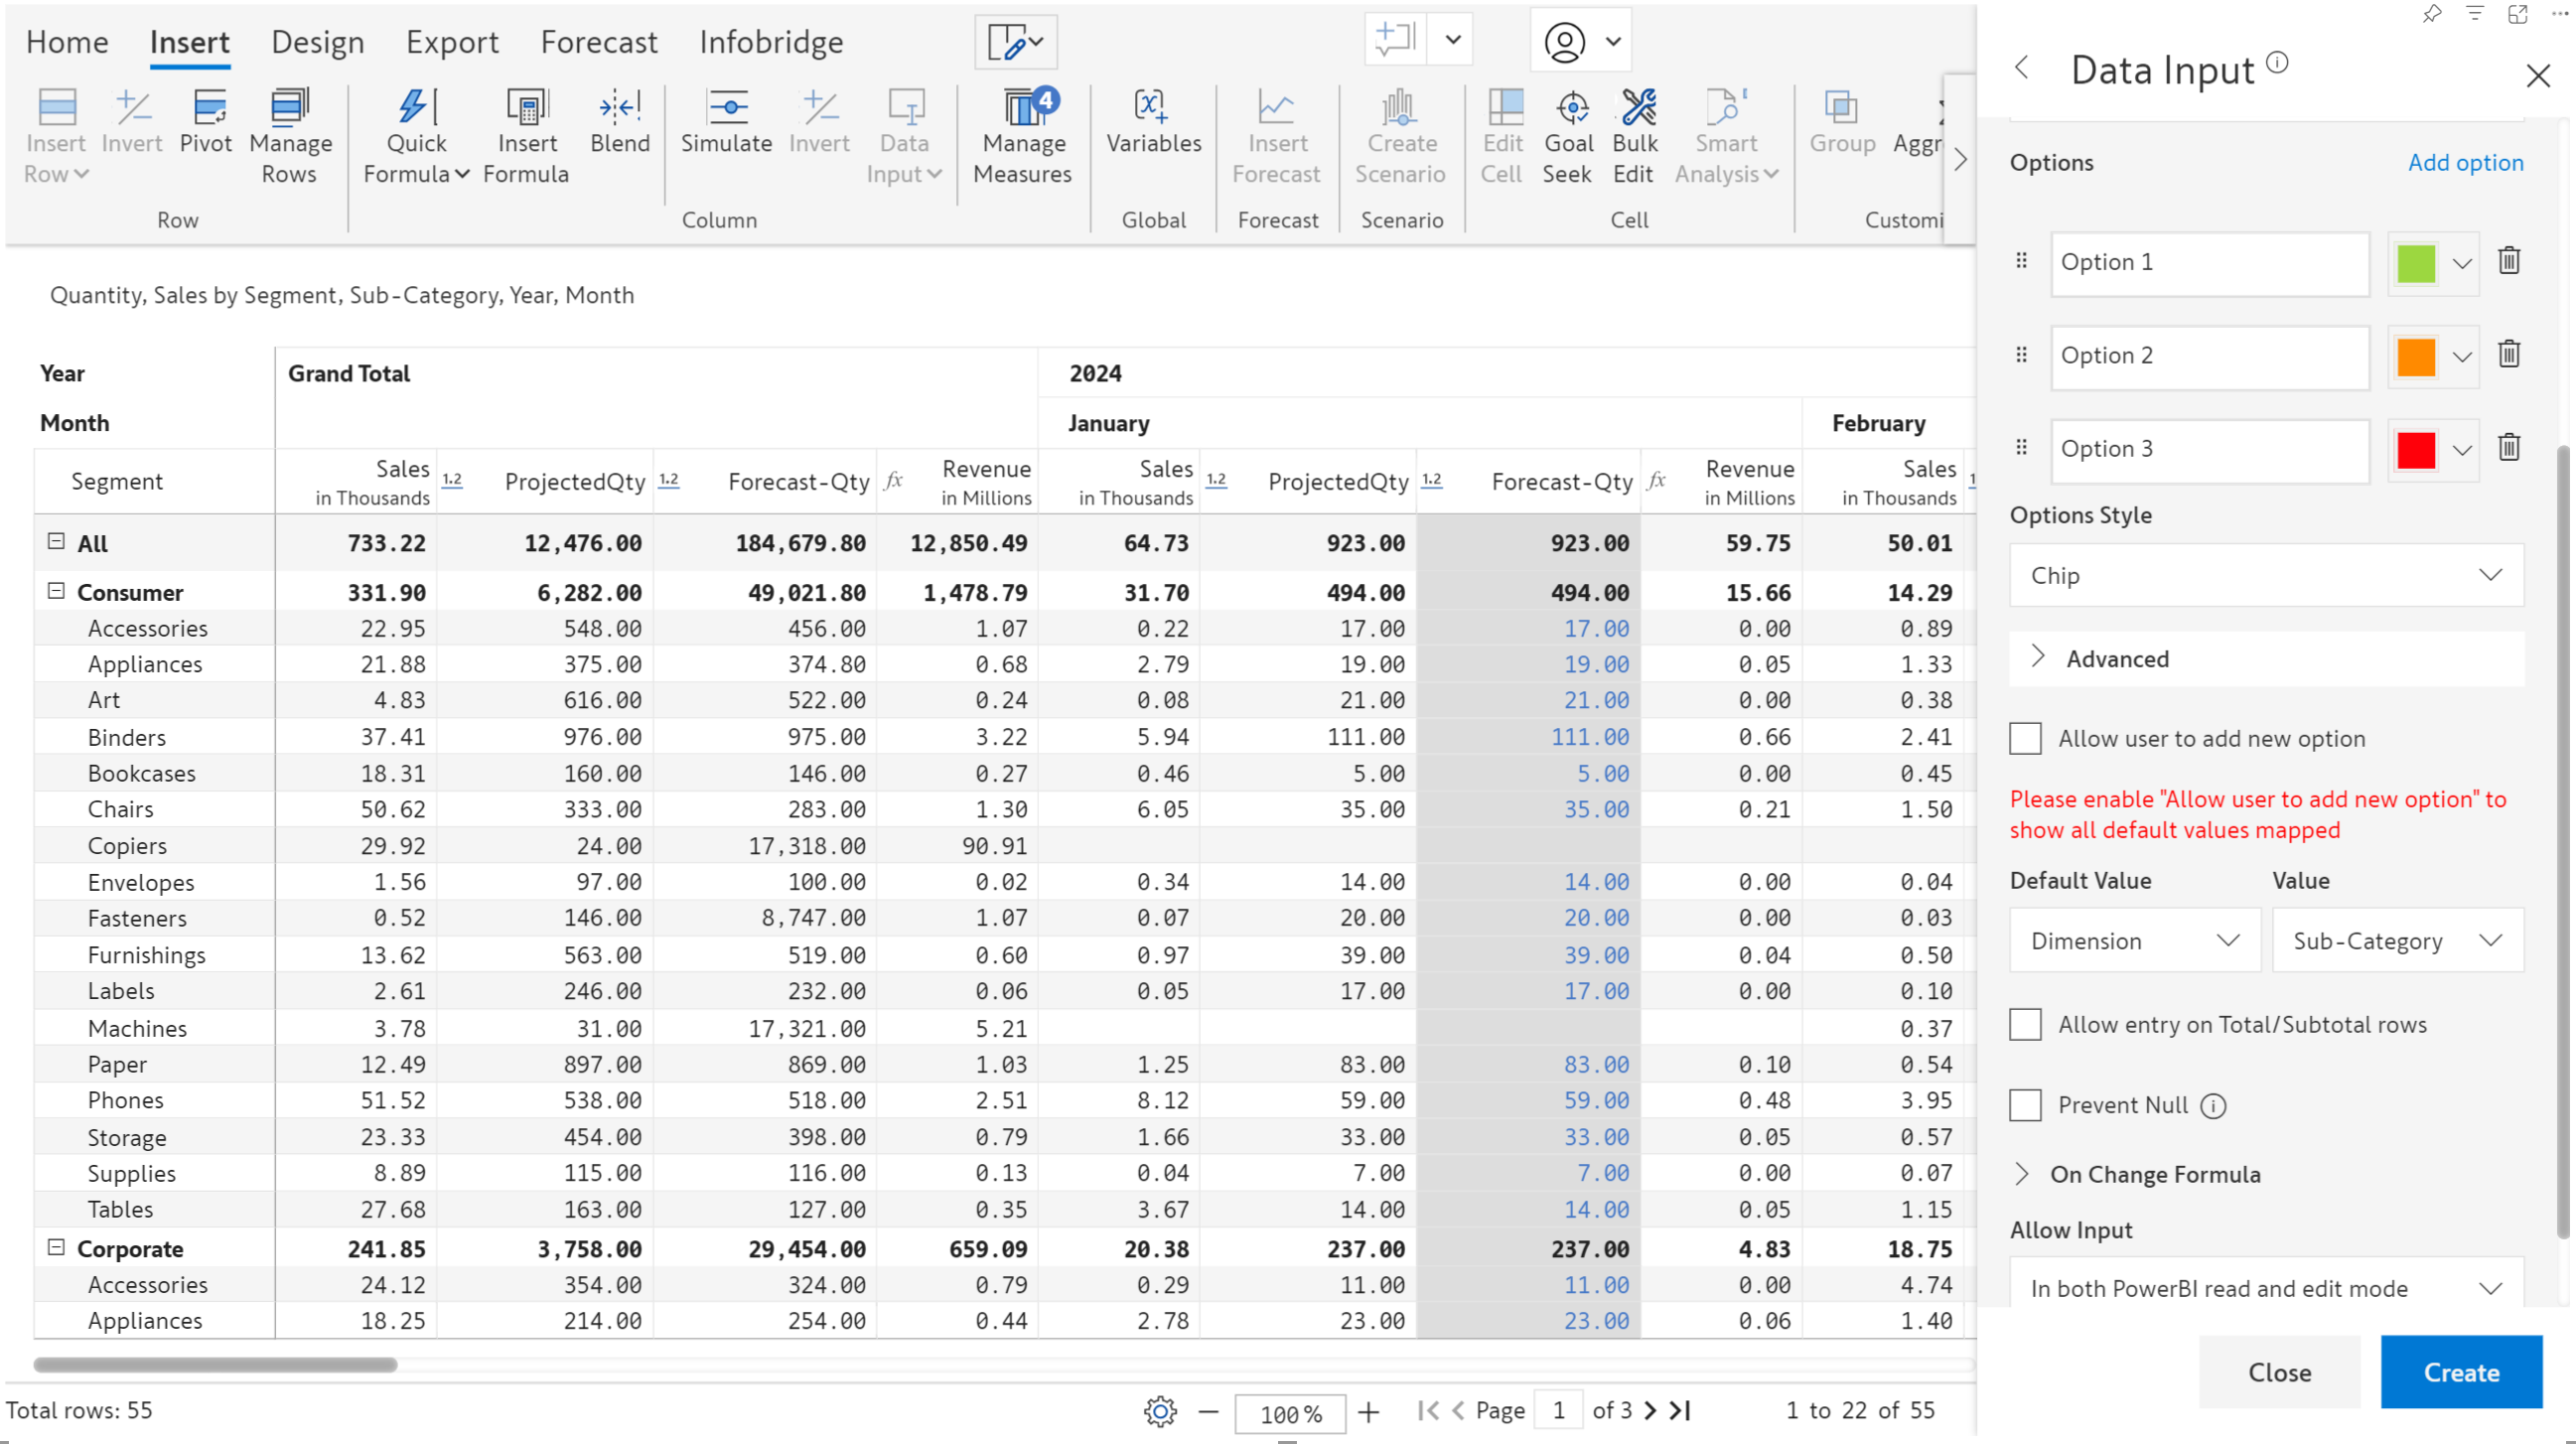 Home Insert Design Export Forecast Infobridge
Insert Row Invert Pivot Manage Rows Quick Formula Insert Formula Blend Simulate Invert Data Input Manage Measures 4 Variables Insert Forecast Create Scenario Edit Cell Goal Seek Bulk Edit Smart Analysis Group Aggr
Row Column Global Forecast Scenario Cell Customi
Quantity, Sales by Segment, Sub-Category, Year, Month
Year Grand Total 2024
Month January February
Segment Sales in Thousands 1.2 ProjectedQty 1.2 Forecast-Qty fx Revenue in Millions Sales in Thousands 1.2 ProjectedQty 1.2 Forecast-Qty fx Revenue in Millions Sales in Thousands 1
All 733.22 12,476.00 184,679.80 12,850.49 64.73 923.00 923.00 59.75 50.01
Consumer 331.90 6,282.00 49,021.80 1,478.79 31.70 494.00 494.00 15.66 14.29
Accessories 22.95 548.00 456.00 1.07 0.22 17.00 17.00 0.00 0.89
Appliances 21.88 375.00 374.80 0.68 2.79 19.00 19.00 0.05 1.33
Art 4.83 616.00 522.00 0.24 0.08 21.00 21.00 0.00 0.38
Binders 37.41 976.00 975.00 3.22 5.94 111.00 111.00 0.66 2.41
Bookcases 18.31 160.00 146.00 0.27 0.46 5.00 5.00 0.00 0.45
Chairs 50.62 333.00 283.00 1.30 6.05 35.00 35.00 0.21 1.50
Copiers 29.92 24.00 17,318.00 90.91
Envelopes 1.56 97.00 100.00 0.02 0.34 14.00 14.00 0.00 0.04
Fasteners 0.52 146.00 8,747.00 1.07 0.07 20.00 20.00 0.00 0.03
Furnishings 13.62 563.00 519.00 0.60 0.97 39.00 39.00 0.04 0.50
Labels 2.61 246.00 232.00 0.06 0.05 17.00 17.00 0.00 0.10
Machines 3.78 31.00 17,321.00 5.21 0.37
Paper 12.49 897.00 869.00 1.03 1.25 83.00 83.00 0.10 0.54
Phones 51.52 538.00 518.00 2.51 8.12 59.00 59.00 0.48 3.95
Storage 23.33 454.00 398.00 0.79 1.66 33.00 33.00 0.05 0.57
Supplies 8.89 115.00 116.00 0.13 0.04 7.00 7.00 0.00 0.07
Tables 27.68 163.00 127.00 0.35 3.67 14.00 14.00 0.05 1.15
Corporate 241.85 3,758.00 29,454.00 659.09 20.38 237.00 237.00 4.83 18.75
Accessories 24.12 354.00 324.00 0.79 0.29 11.00 11.00 0.00 4.74
Appliances 18.25 214.00 254.00 0.44 2.78 23.00 23.00 0.06 1.40
Total rows: 55 100% Page 1 of 3 1 to 22 of 55
Data Input
Options Add option
Option 1
Option 2
Option 3
Options Style
Chip
Advanced
Allow user to add new option
Please enable "Allow user to add new option" to
show all default values mapped
Default Value Value
Dimension Sub-Category
Allow entry on Total/Subtotal rows
Prevent Null
On Change Formula
Allow Input
In both PowerBI read and edit mode
Close Create